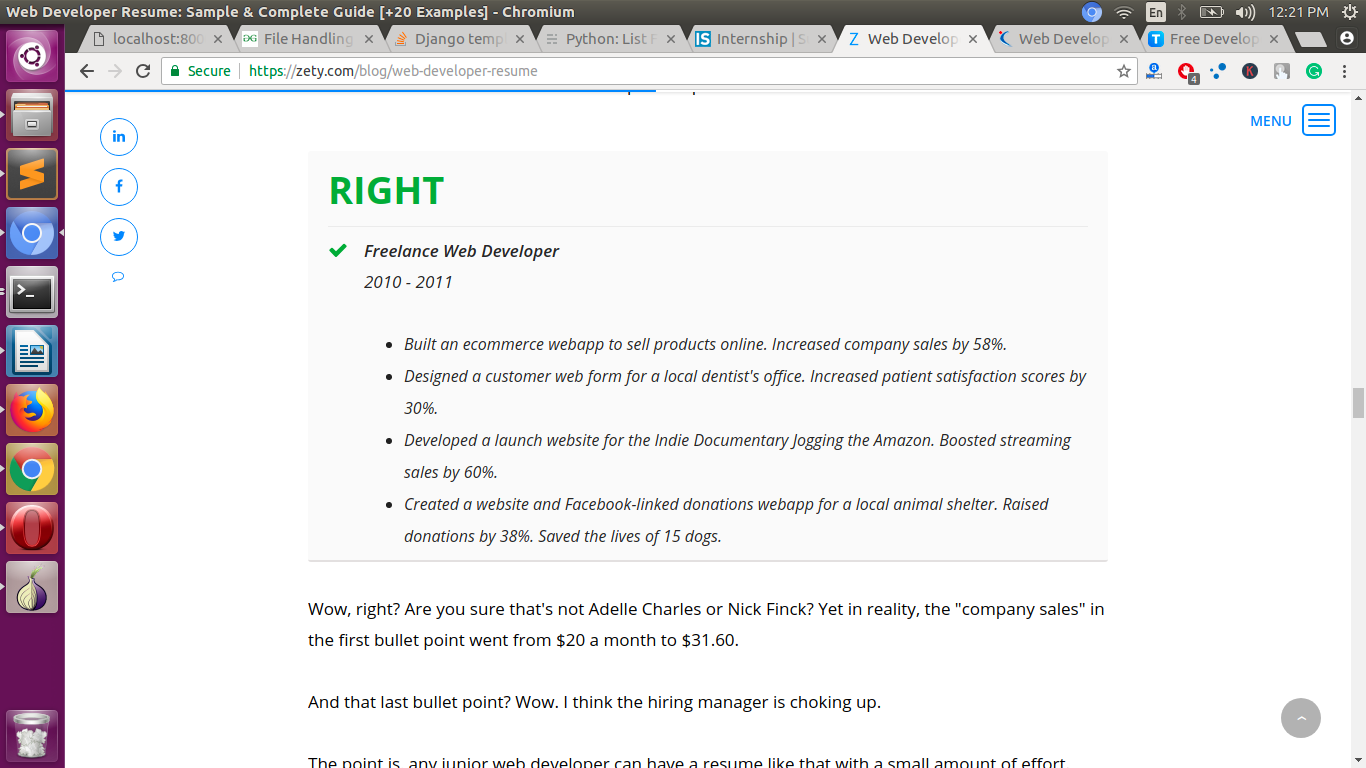 Web Developer Resume: Sample & Complete Guide [+20 Examples] - Chromium
En
12:21 PM
localhost:800
File Handling
Django temp
Python: List
Internship | S
Web Develop
Web Develop
Free Develop
Secure
https://zety.com/blog/web-developer-resume
4
MENU
RIGHT
Freelance Web Developer
2010 - 2011
Built an ecommerce webapp to sell products online. Increased company sales by 58%.
Designed a customer web form for a local dentist's office. Increased patient satisfaction scores by
30%.
Developed a launch website for the Indie Documentary Jogging the Amazon. Boosted streaming
sales by 60%.
Created a website and Facebook-linked donations webapp for a local animal shelter. Raised
donations by 38%. Saved the lives of 15 dogs.
Wow, right? Are you sure that's not Adelle Charles or Nick Finck? Yet in reality, the "company sales" in
the first bullet point went from $20 a month to $31.60.
And that last bullet point? Wow. I think the hiring manager is choking up.
The point is, any junior web developer can have a resume like that with a small amount of effort